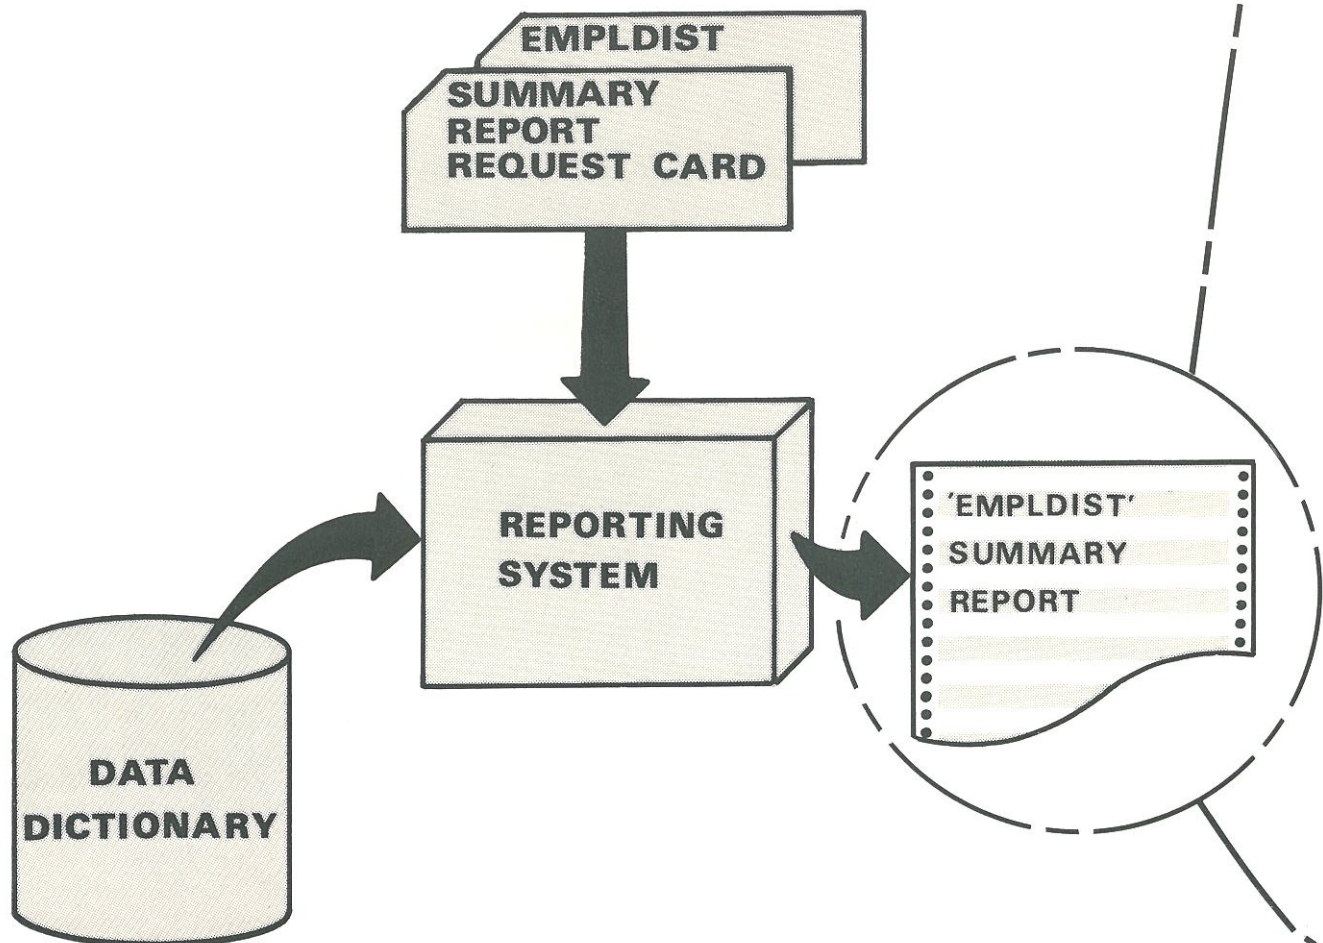 EMPLDIST
SUMMARY
REPORT
REQUEST CARD
REPORTING
SYSTEM
'EMPLDIST'
SUMMARY
REPORT
DATA
DICTIONARY